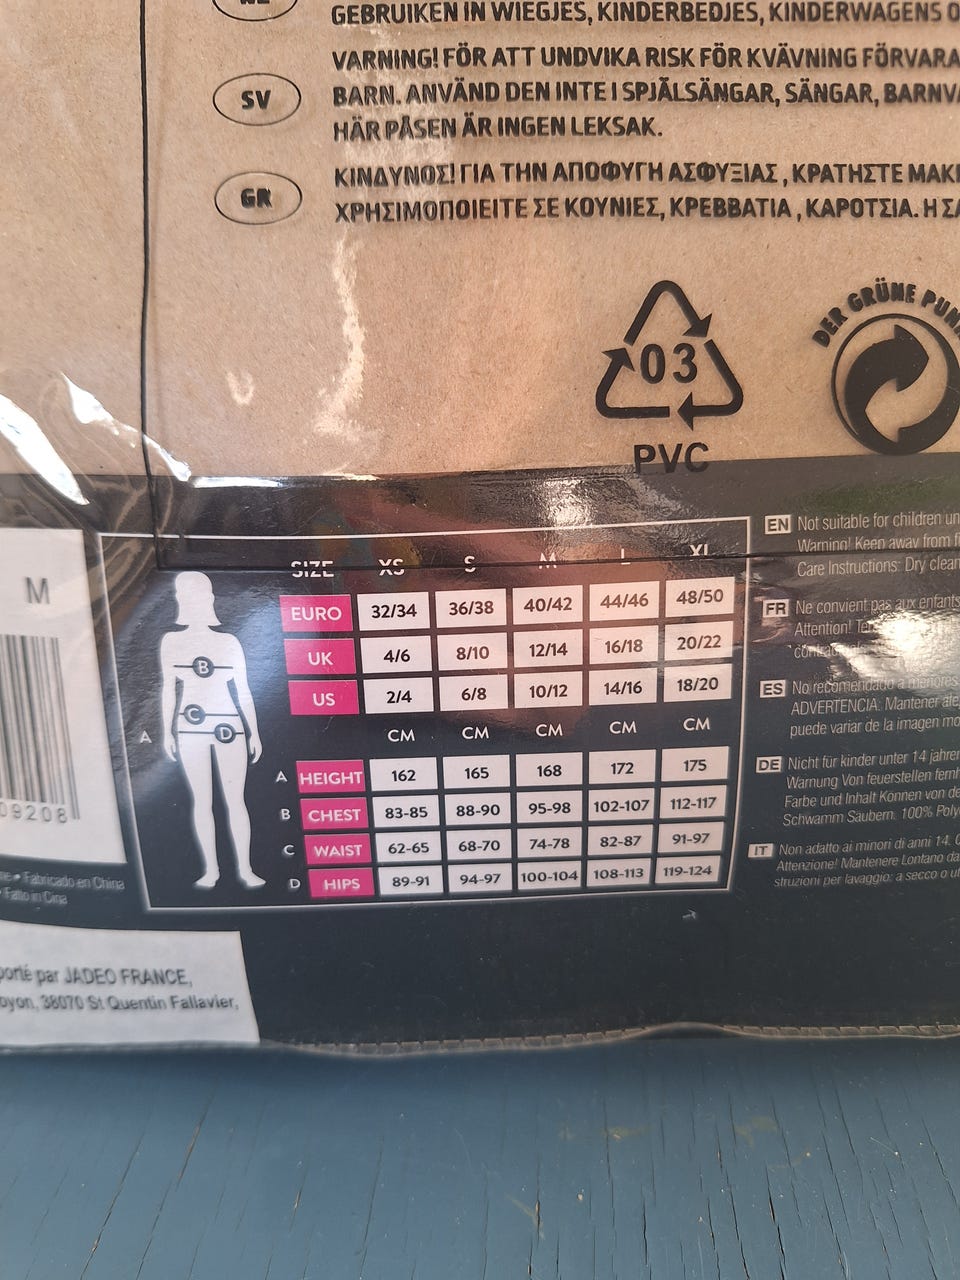 GEBRUIKEN IN WIEGJES, KINDERBEDJES, KINDERWAGENS
SV
VARNING! FÖR ATT UNDVIKA RISK FÖR KVÄVNING FÖRVARA
BARN. ANVÄND DEN INTE I SPJÄLSÄNGAR, SÄNGAR,
HÄR PÅSEN ÄR INGEN LEKSAK.
GR
ΚΙΝΔΥΝΟΣ! ΓΙΑ ΤΗΝ ΑΠΟΦΥΓΗ ΑΣΦΥΞΙΑΣ, ΚΡΑΤΗΣΤΕ
ΧΡΗΣΙΜΟΠΟΙΕΙΤΕ ΣΕ ΚΟΥΝΙΕΣ, ΚΡΕΒΒΑΤΙΑ, ΚΑΡΟΤΣΙΑ. Η
03
PVC
DER GRÜNE
M
09208
SIZE XS S M L XL
EURO 32/34 36/38 40/42 44/46 48/50
UK 4/6 8/10 12/14 16/18 20/22
US 2/4 6/8 10/12 14/16 18/20
CM CM CM CM CM
A HEIGHT 162 165 168 172 175
B CHEST 83-85 88-90 95-98 102-107 112-117
C WAIST 62-65 68-70 74-78 82-87 91-97
D HIPS 89-91 94-97 100-104 108-113 119-124
A
B
C
D
EN Not suitable for children
Warning! Keep away from
Care Instructions: Dry clean
FR Ne convient pas aux enfants
Attention!
ES No recomendado a menores
ADVERTENCIA: Mantener
puede variar de la imagen
DE Nicht für kinder unter 14 jahren
Warnung Von feuerstellen
Farbe und Inhalt Können von
Schwamm Säubern. 100%
IT Non adatto ai minori di anni 14.
Attenzione! Mantenere Lontano
struzioni per lavaggio: a secco o
• Fabricado en China
Fatto in Cina
par JADEO FRANCE,
38070 St Quentin Fallavier,